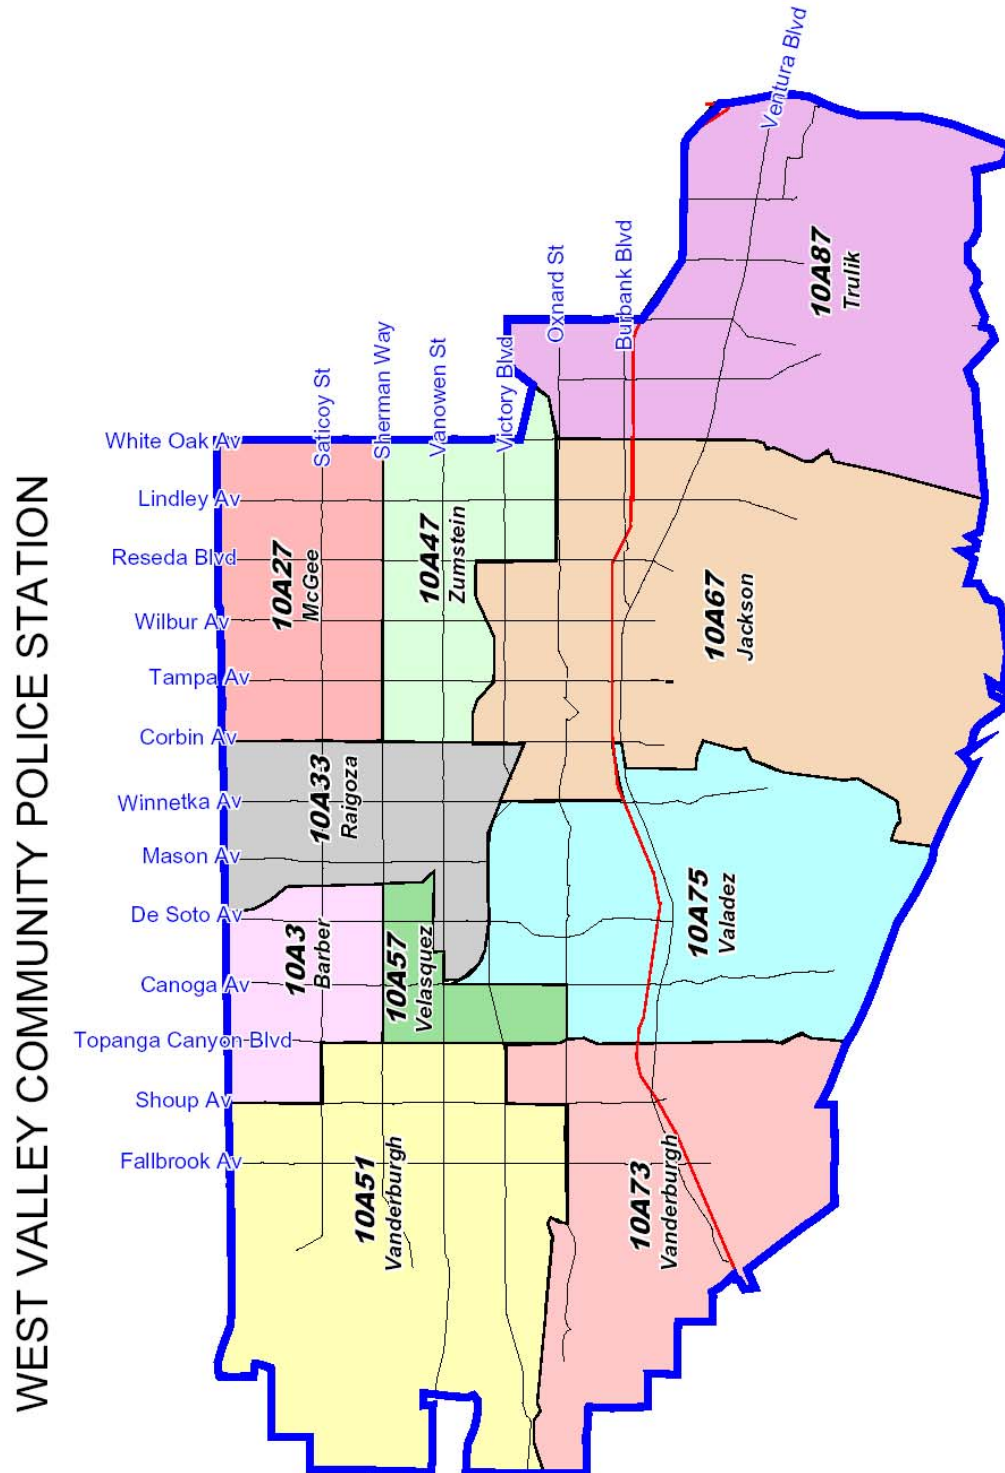 WEST VALLEY COMMUNITY POLICE STATION
Ventura Blvd
Burbank Blvd
Oxnard St
Victory Blvd
Vanowen St
Sherman Way
Saticoy St
White Oak Av
Lindley Av
Reseda Blvd
Wilbur Av
Tampa Av
Corbin Av
Winnetka Av
Mason Av
De Soto Av
Canoga Av
Topanga Canyon Blvd
Shoup Av
Fallbrook Av
10A87
Trulik
10A27
McGee
10A47
Zumstein
10A67
Jackson
10A33
Raigoza
10A3
Barber
10A57
Velasquez
10A75
Valadez
10A51
Vanderburgh
10A73
Vanderburgh